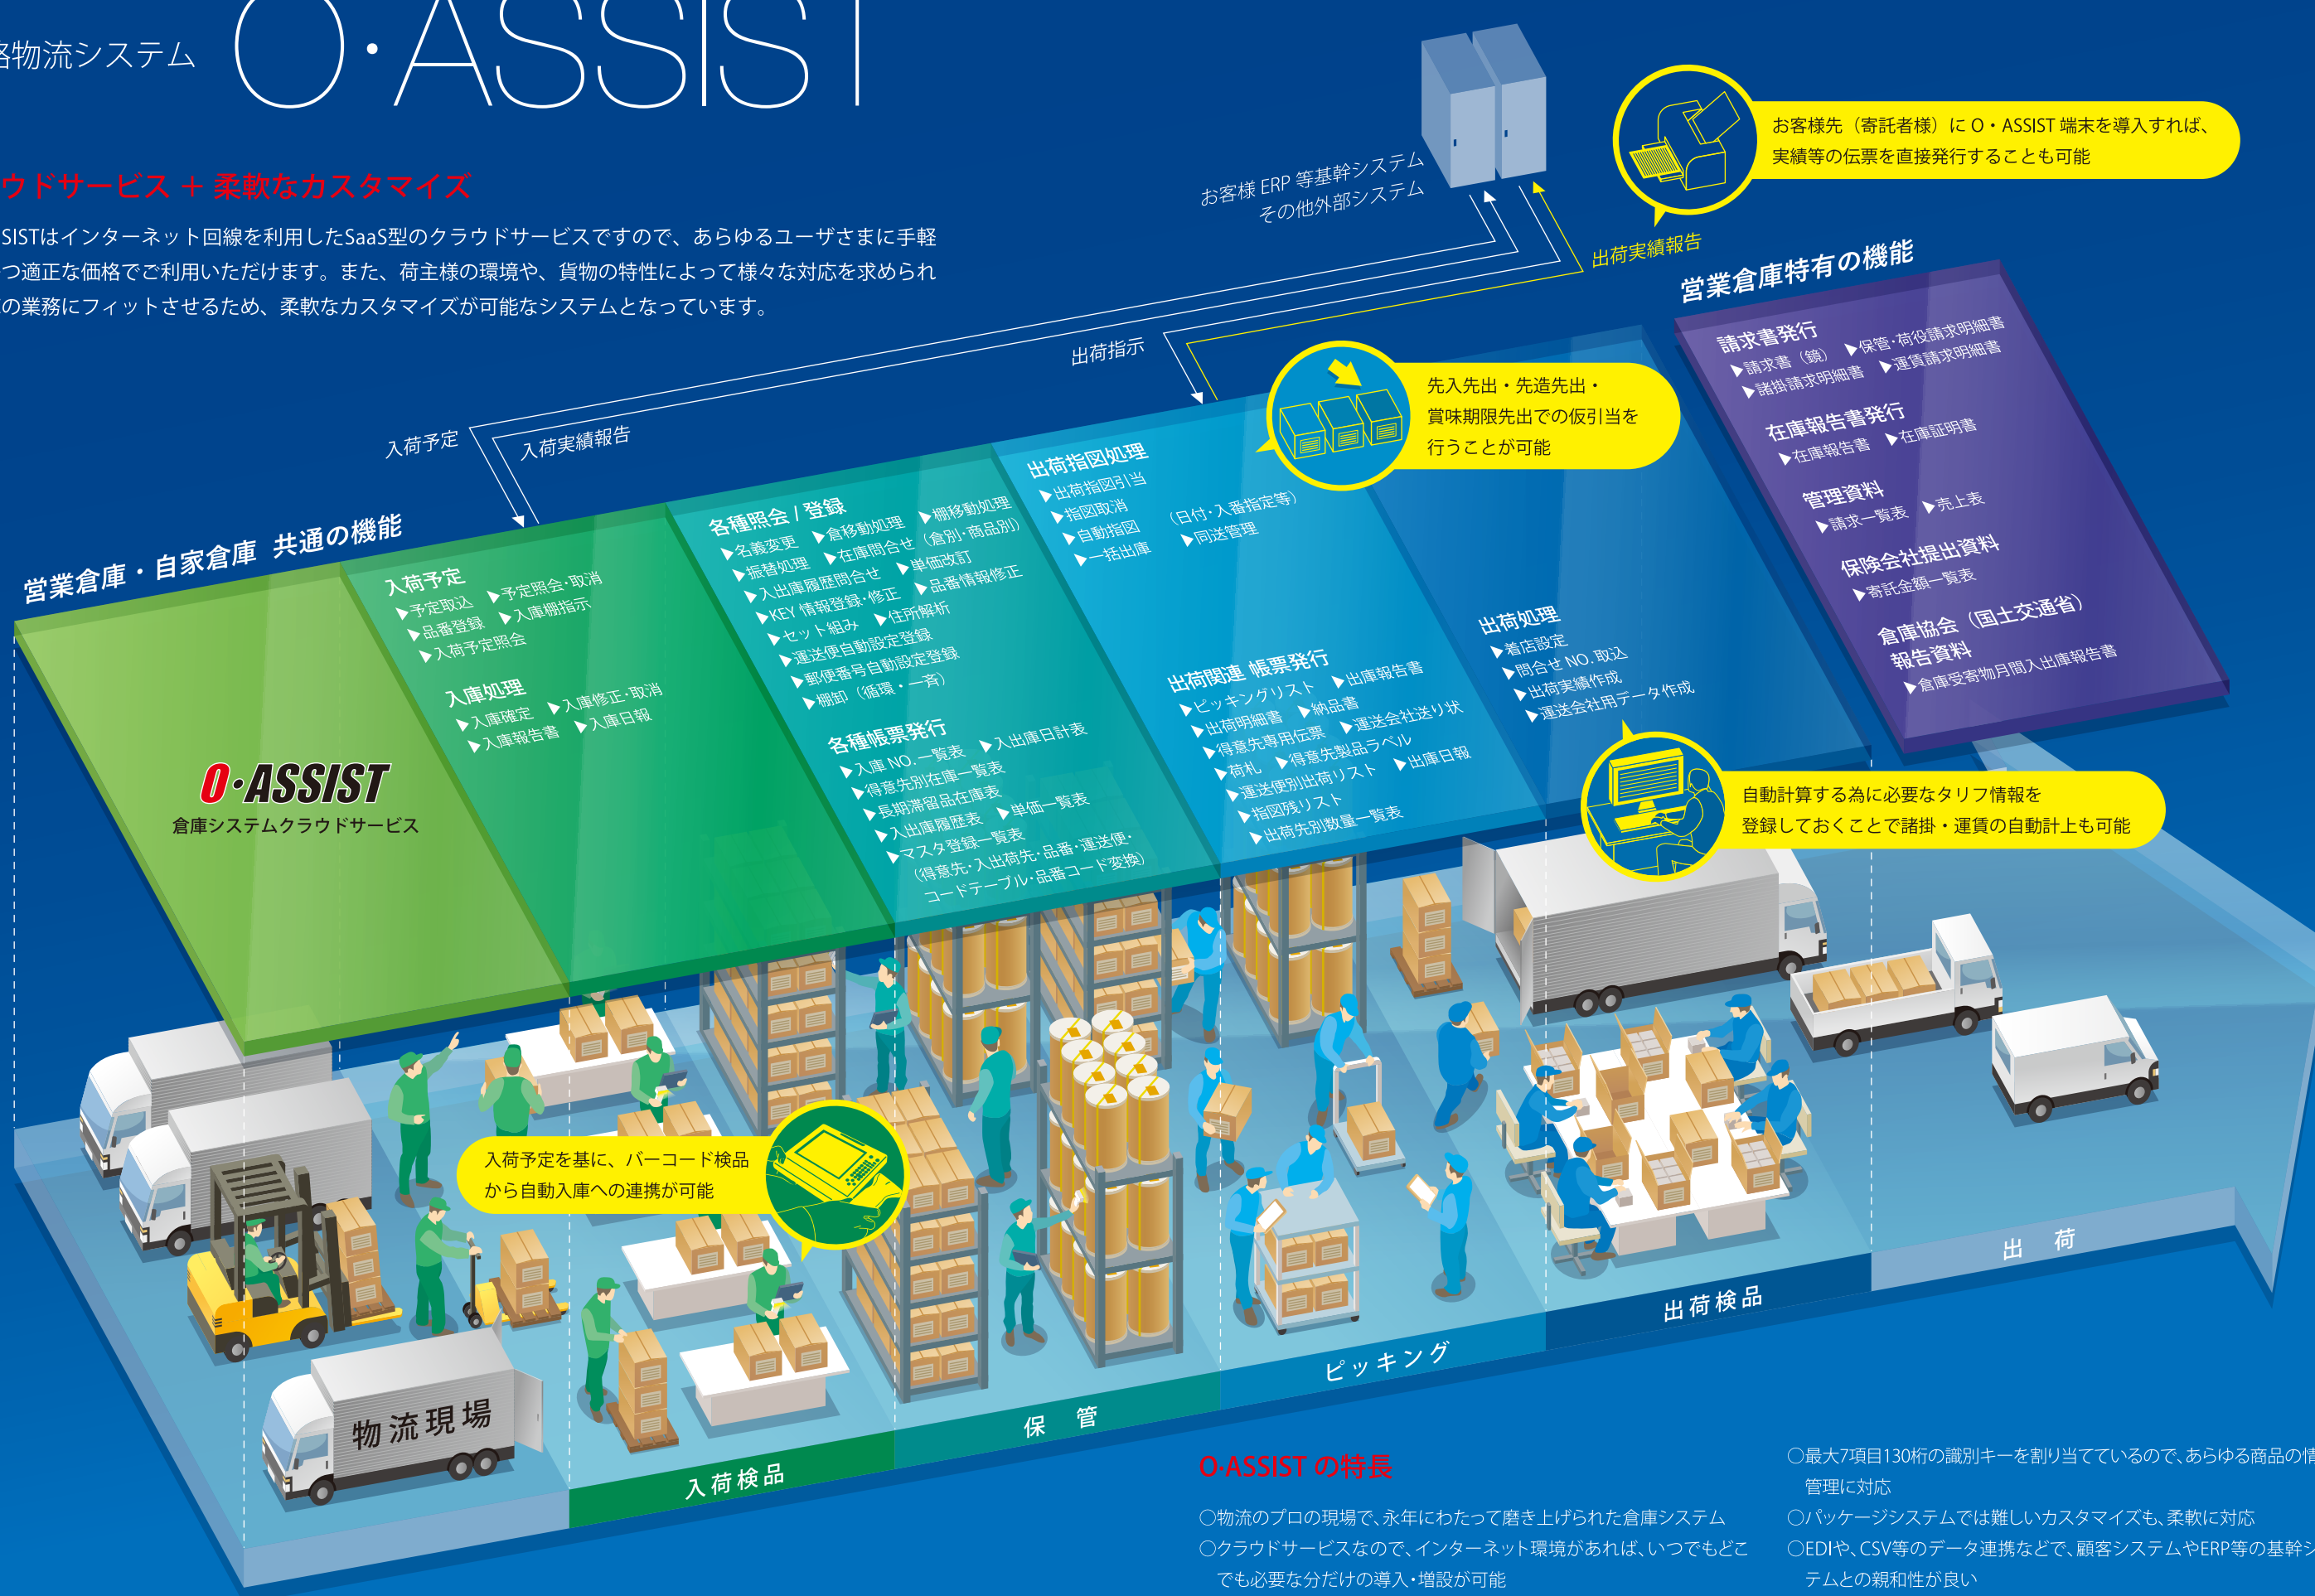 物流システム
O・ASSIST
ウドサービス ＋ 柔軟なカスタマイズ
SISTはインターネット回線を利用したSaaS型のクラウドサービスですので、あらゆるユーザさまに手軽
つ適正な価格でご利用いただけます。また、荷主様の環境や、貨物の特性によって様々な対応を求められ
の業務にフィットさせるため、柔軟なカスタマイズが可能なシステムとなっています。
お客様 ERP 等基幹システム
その他外部システム
お客様先（寄託者様）に O・ASSIST 端末を導入すれば、
実績等の伝票を直接発行することも可能
出荷実績報告
出荷指示
入荷予定
入荷実績報告
先入先出・先造先出・
賞味期限先出での仮引当を
行うことが可能
営業倉庫・自家倉庫 共通の機能
O・ASSIST
倉庫システムクラウドサービス
入荷予定
▶予定取込 ▶予定照会・取消
▶品番登録 ▶入庫棚指示
▶入荷予定照会
入庫処理
▶入庫確定 ▶入庫修正・取消
▶入庫報告書 ▶入庫日報
各種照会 / 登録
▶名義変更 ▶倉移動処理 ▶棚移動処理
▶振替処理 ▶在庫問合せ（倉別・商品別）
▶入出庫履歴問合せ ▶単価改訂
▶KEY 情報登録・修正 ▶品番情報修正
▶セット組み ▶住所解析
▶運送便自動設定登録
▶郵便番号自動設定登録
▶棚卸（循環・一斉）
各種帳票発行
▶入庫 NO.一覧表 ▶入出庫日計表
▶得意先別在庫一覧表
▶長期滞留品在庫表
▶入出庫履歴表 ▶単価一覧表
▶マスタ登録一覧表
（得意先・入出荷先・品番・運送便・
コードテーブル・品番コード変換）
出荷指図処理
▶出荷指図引当
▶指図取消 （日付・入番指定等）
▶自動指図 ▶同送管理
▶一括出庫
出荷関連 帳票発行
▶ピッキングリスト ▶出庫報告書
▶出荷明細書 ▶納品書
▶得意先専用伝票 ▶運送会社送り状
▶荷札 ▶得意先製品ラベル
▶運送便別出荷リスト ▶出庫日報
▶指図残リスト
▶出荷先別数量一覧表
出荷処理
▶着店設定
▶問合せ NO.取込
▶出荷実績作成
▶運送会社用データ作成
営業倉庫特有の機能
請求書発行
▶請求書（鏡） ▶保管・荷役請求明細書
▶諸掛請求明細書 ▶運賃請求明細書
在庫報告書発行
▶在庫報告書 ▶在庫証明書
管理資料
▶請求一覧表 ▶売上表
保険会社提出資料
▶寄託金額一覧表
倉庫協会（国土交通省）
報告資料
▶倉庫受寄物月間入出庫報告書
自動計算する為に必要なタリフ情報を
登録しておくことで諸掛・運賃の自動計上も可能
入荷予定を基に、バーコード検品
から自動入庫への連携が可能
物流現場
入荷検品
保 管
ピッキング
出荷検品
出 荷
O・ASSIST の特長
○物流のプロの現場で、永年にわたって磨き上げられた倉庫システム
○クラウドサービスなので、インターネット環境があれば、いつでもどこ
でも必要な分だけの導入・増設が可能
○最大7項目130桁の識別キーを割り当てているので、あらゆる商品の情
管理に対応
○パッケージシステムでは難しいカスタマイズも、柔軟に対応
○EDIや、CSV等のデータ連携などで、顧客システムやERP等の基幹シ
テムとの親和性が良い